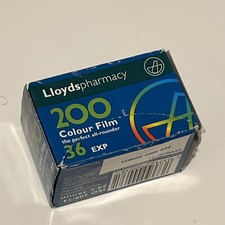 Lloydspharmacy
200
Colour Film
the perfect all-rounder
36 EXP